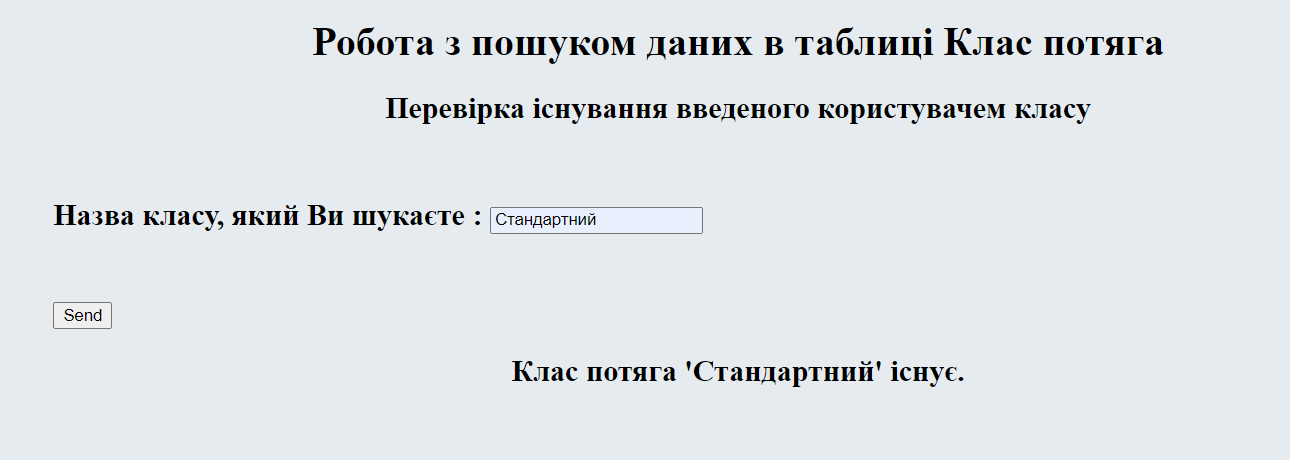 Робота з пошуком даних в таблиці Клас потяга
Перевірка існування введеного користувачем класу
Назва класу, який Ви шукаєте : Стандартний
Send
Клас потяга 'Стандартний' існує.